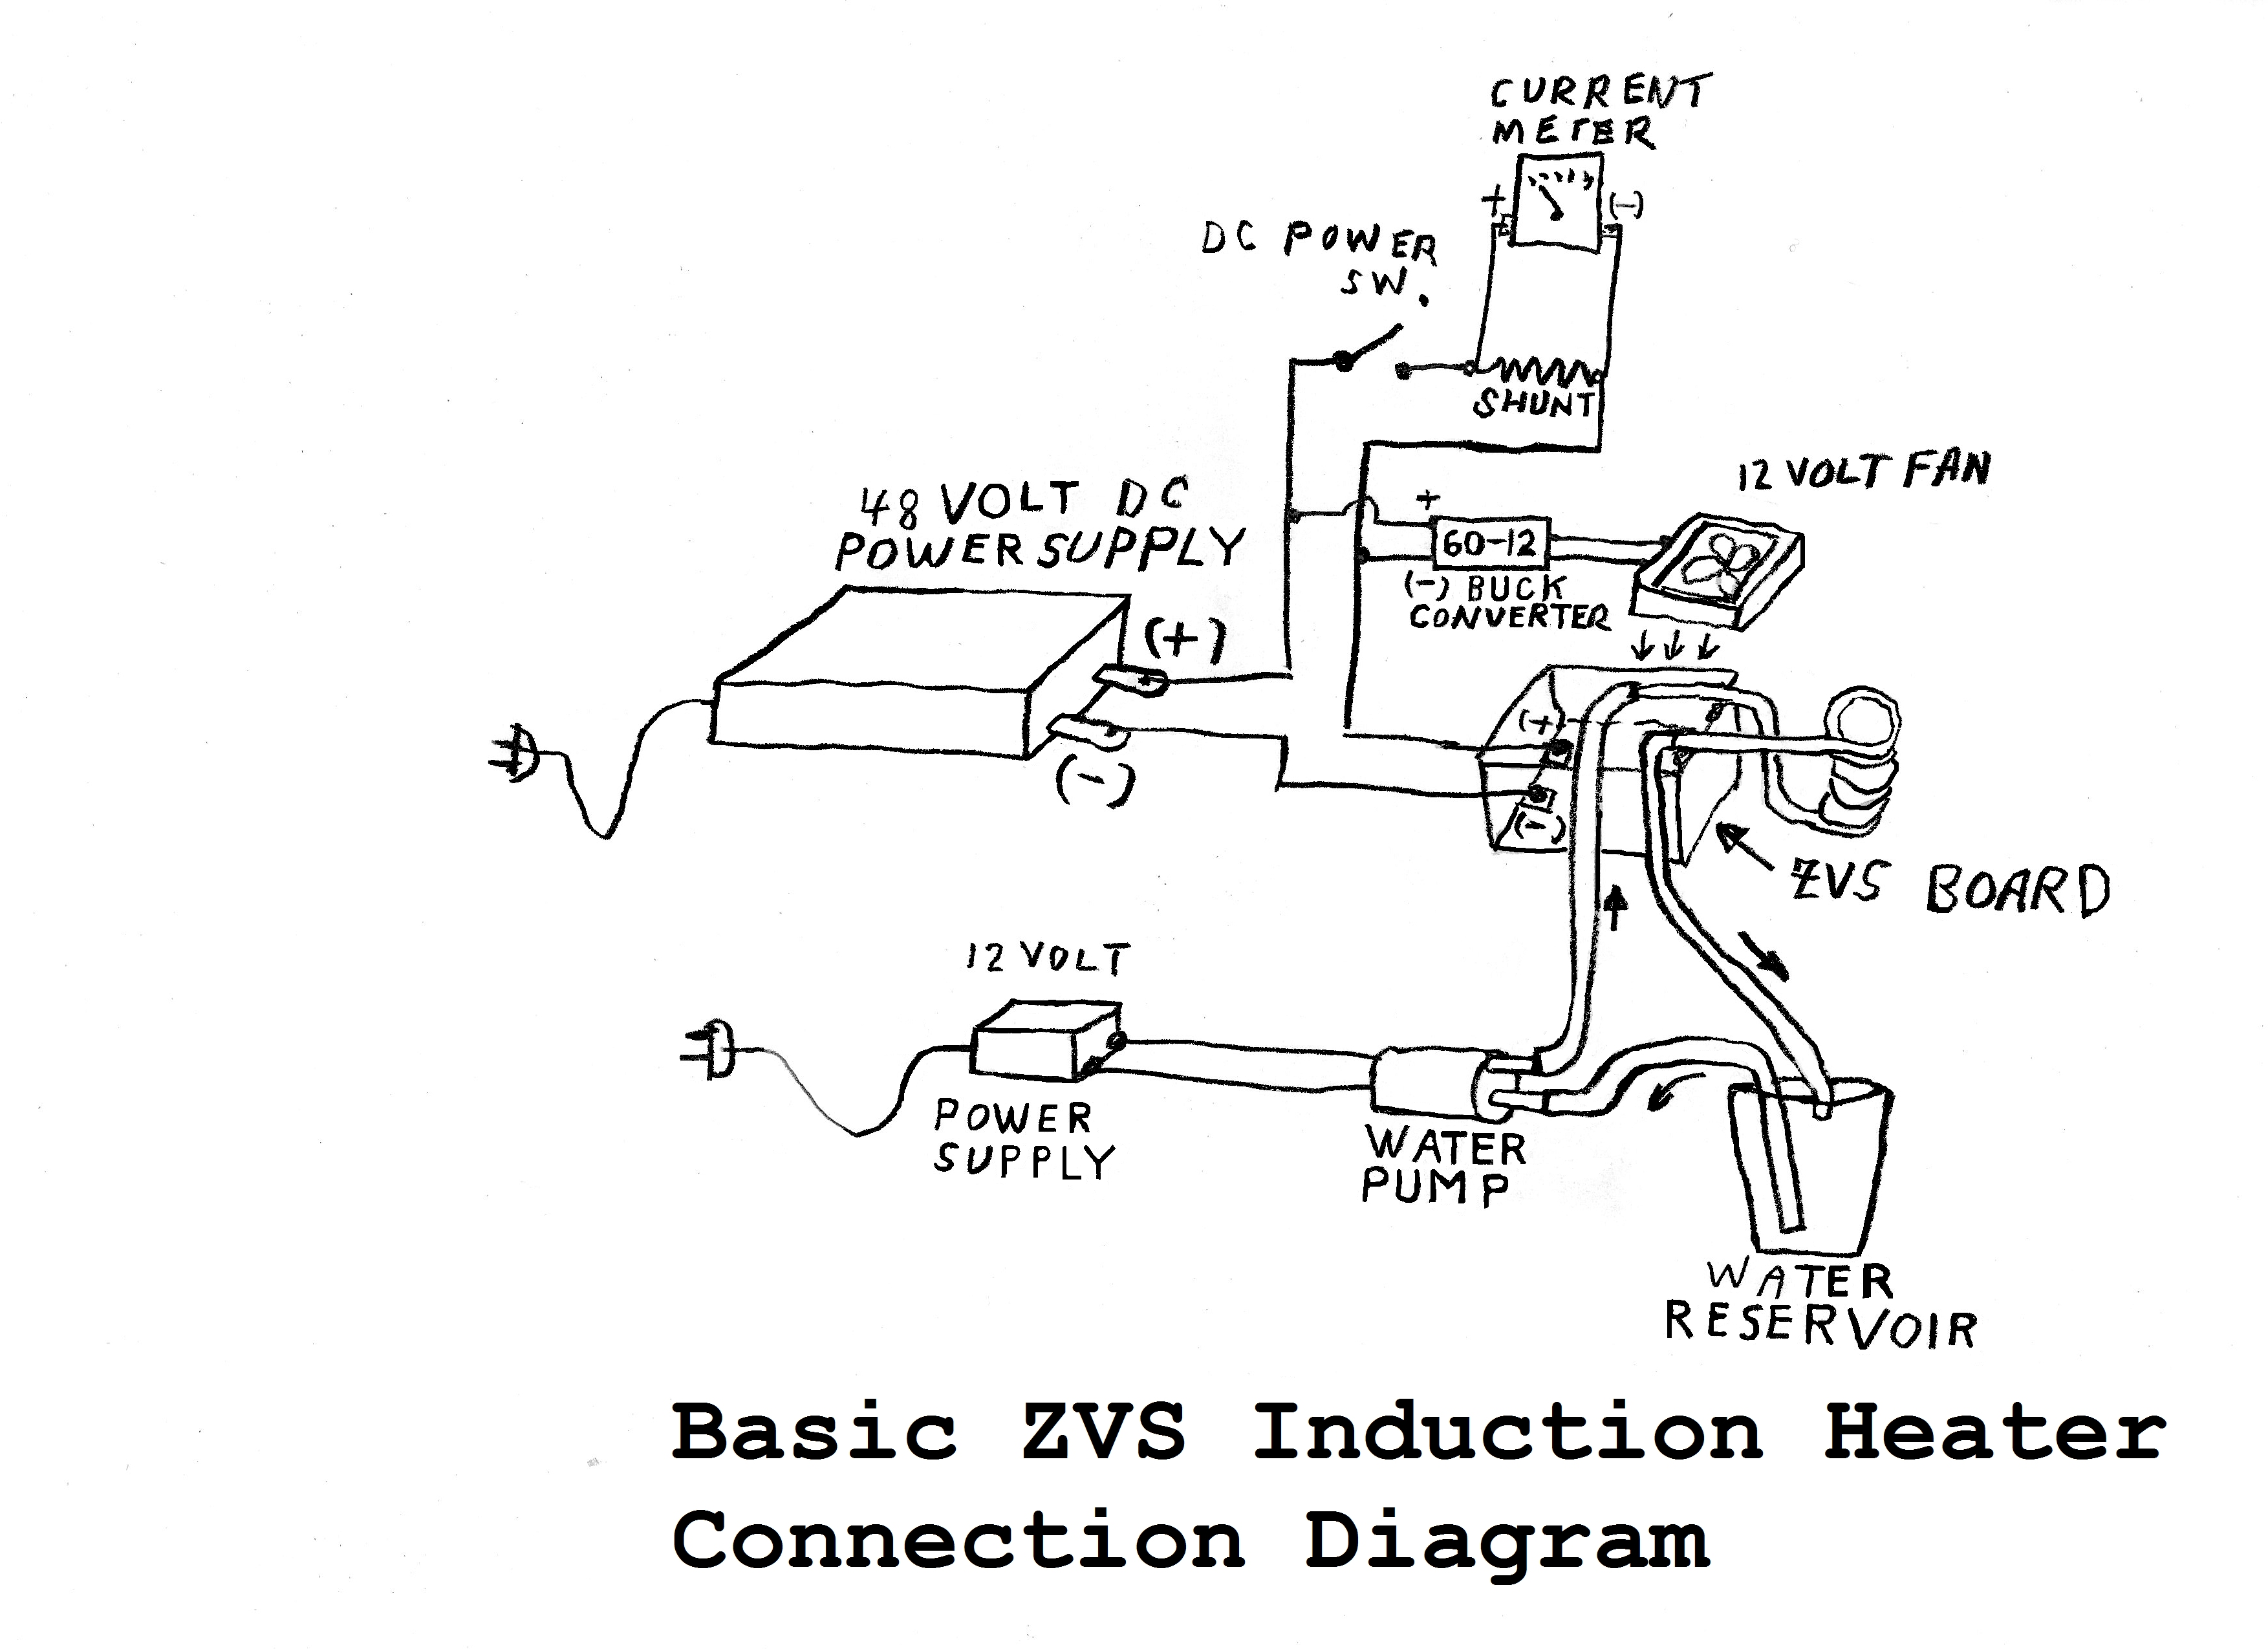 CURRENT
METER
+ (-)
DC POWER
SW.
SHUNT
12 VOLT FAN
48 VOLT DC
POWER SUPPLY
+
60-12
(-) BUCK
CONVERTER
(+)
(-)
(+)
(-)
ZVS BOARD
12 VOLT
POWER
SUPPLY
WATER
PUMP
WATER
RESERVOIR
Basic ZVS Induction Heater
Connection Diagram